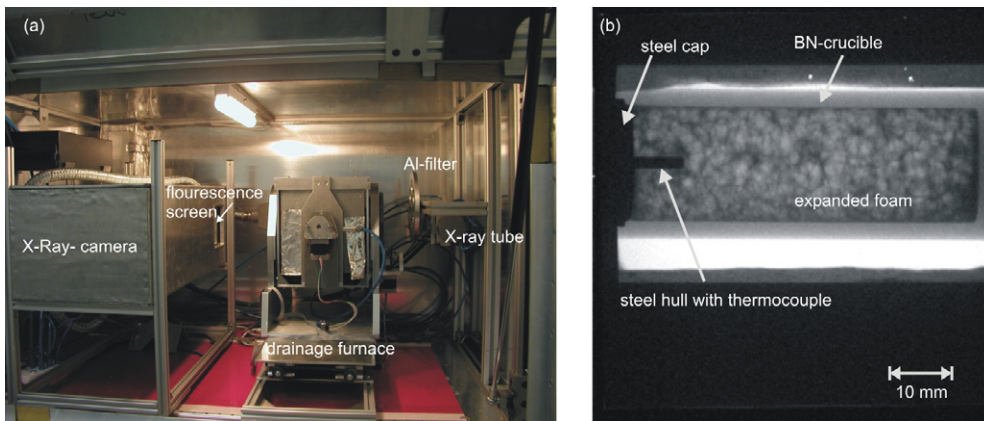 (a)
Al-filter
flourescence
screen
X-Ray- camera
X-ray tube
drainage furnace
(b)
steel cap
BN-crucible
expanded foam
steel hull with thermocouple
10 mm